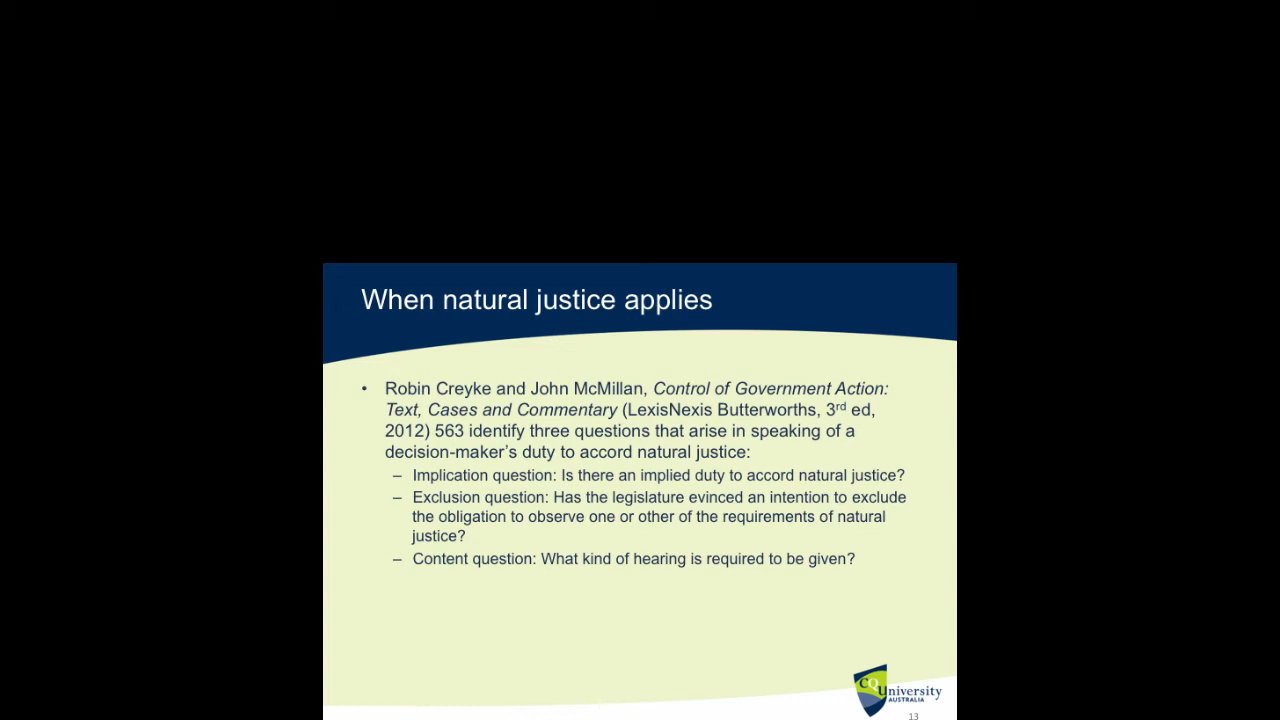 When natural justice applies
• Robin Creyke and John McMillan, Control of Government Action:
Text, Cases and Commentary (LexisNexis Butterworths, 3rd ed,
2012) 563 identify three questions that arise in speaking of a
decision-maker's duty to accord natural justice:
– Implication question: Is there an implied duty to accord natural justice?
– Exclusion question: Has the legislature evinced an intention to exclude
the obligation to observe one or other of the requirements of natural
justice?
– Content question: What kind of hearing is required to be given?
CQUniversity
AUSTRALIA
13